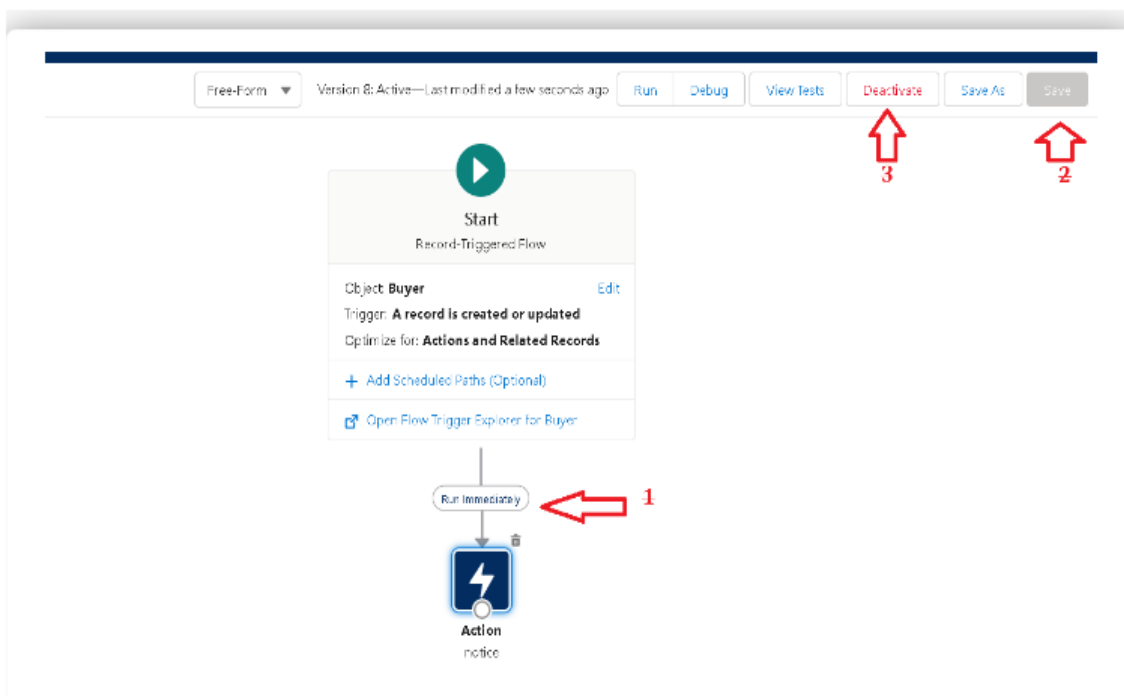 Free-Form Version 8: Active—Last modified a few seconds ago Run Debug View Tests Deactivate Save As Save
3 2
Start
Record-Triggered Flow
Object: Buyer Edit
Trigger: A record is created or updated
Optimize for: Actions and Related Records
+ Add Scheduled Paths (Optional)
Open Flow Trigger Explorer for Buyer
Run Immediately 1
Action
notice